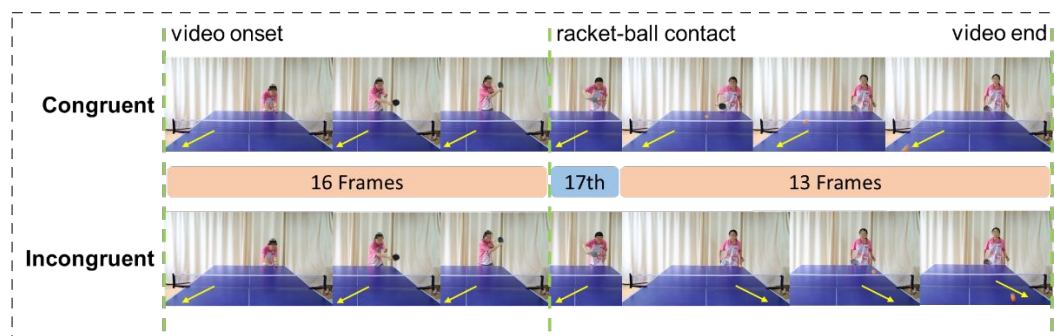 video onset
racket-ball contact
video end
Congruent
16 Frames
17th
13 Frames
Incongruent